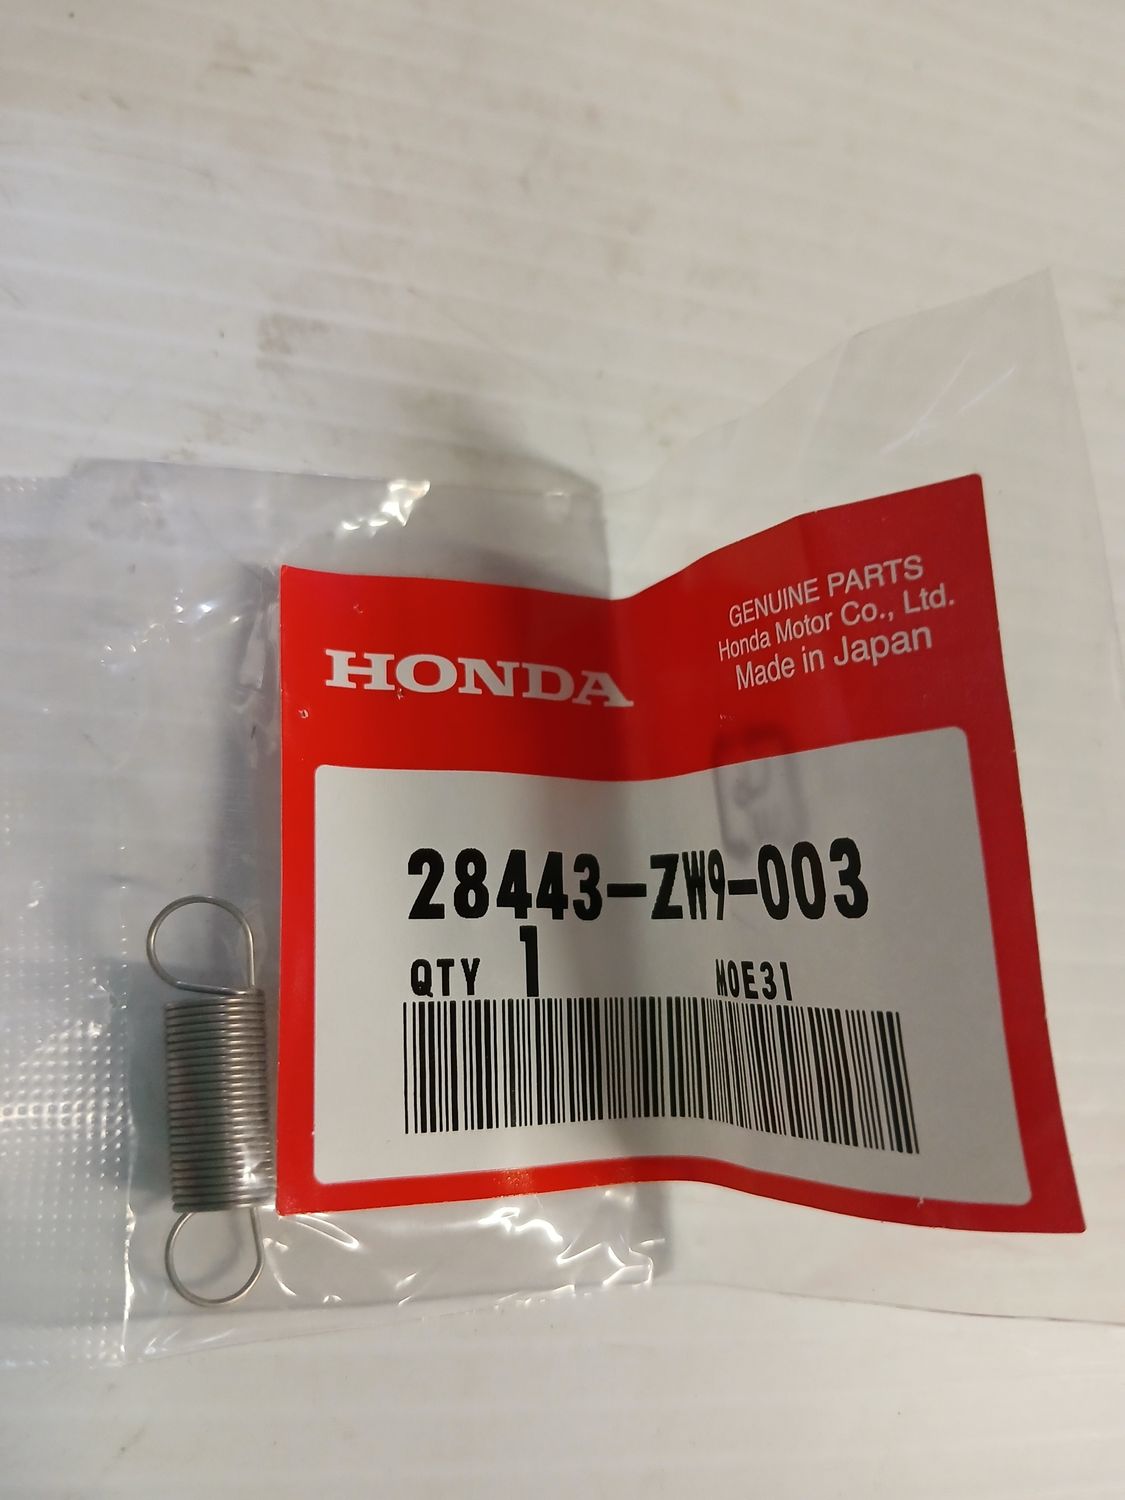 HONDA
GENUINE PARTS
Honda Motor Co., Ltd.
Made in Japan
28443-ZW9-003
QTY 1 MOE31